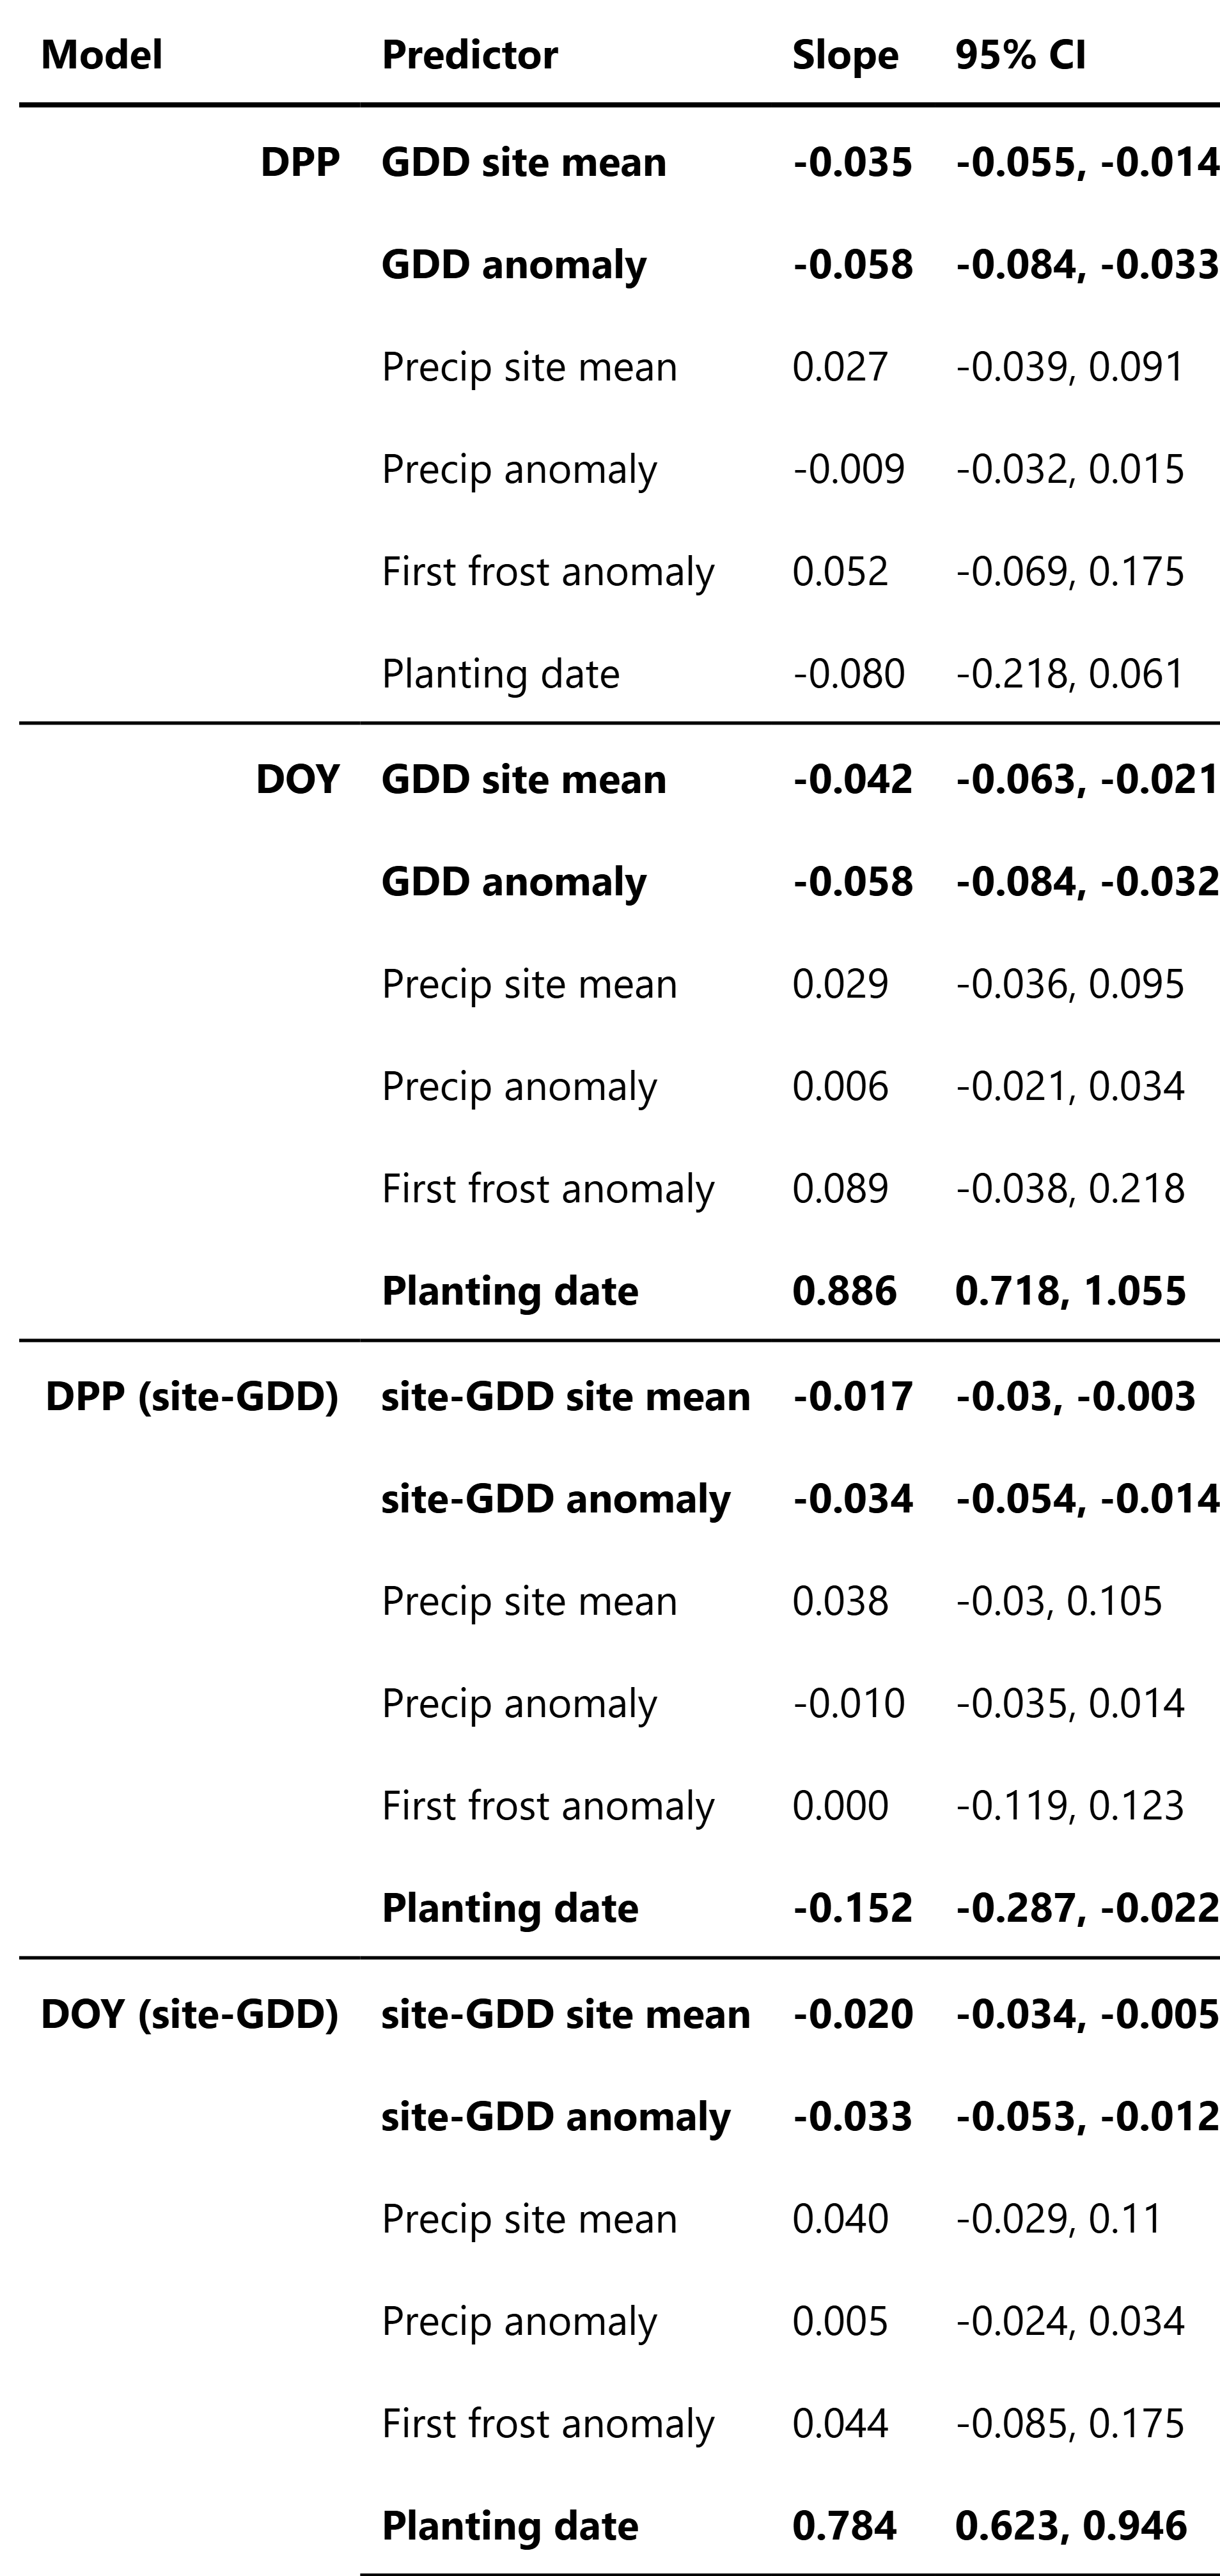 Model Predictor Slope 95% CI
DPP GDD site mean -0.035 -0.055, -0.014
GDD anomaly -0.058 -0.084, -0.033
Precip site mean 0.027 -0.039, 0.091
Precip anomaly -0.009 -0.032, 0.015
First frost anomaly 0.052 -0.069, 0.175
Planting date -0.080 -0.218, 0.061
DOY GDD site mean -0.042 -0.063, -0.021
GDD anomaly -0.058 -0.084, -0.032
Precip site mean 0.029 -0.036, 0.095
Precip anomaly 0.006 -0.021, 0.034
First frost anomaly 0.089 -0.038, 0.218
Planting date 0.886 0.718, 1.055
DPP (site-GDD) site-GDD site mean -0.017 -0.03, -0.003
site-GDD anomaly -0.034 -0.054, -0.014
Precip site mean 0.038 -0.03, 0.105
Precip anomaly -0.010 -0.035, 0.014
First frost anomaly 0.000 -0.119, 0.123
Planting date -0.152 -0.287, -0.022
DOY (site-GDD) site-GDD site mean -0.020 -0.034, -0.005
site-GDD anomaly -0.033 -0.053, -0.012
Precip site mean 0.040 -0.029, 0.11
Precip anomaly 0.005 -0.024, 0.034
First frost anomaly 0.044 -0.085, 0.175
Planting date 0.784 0.623, 0.946